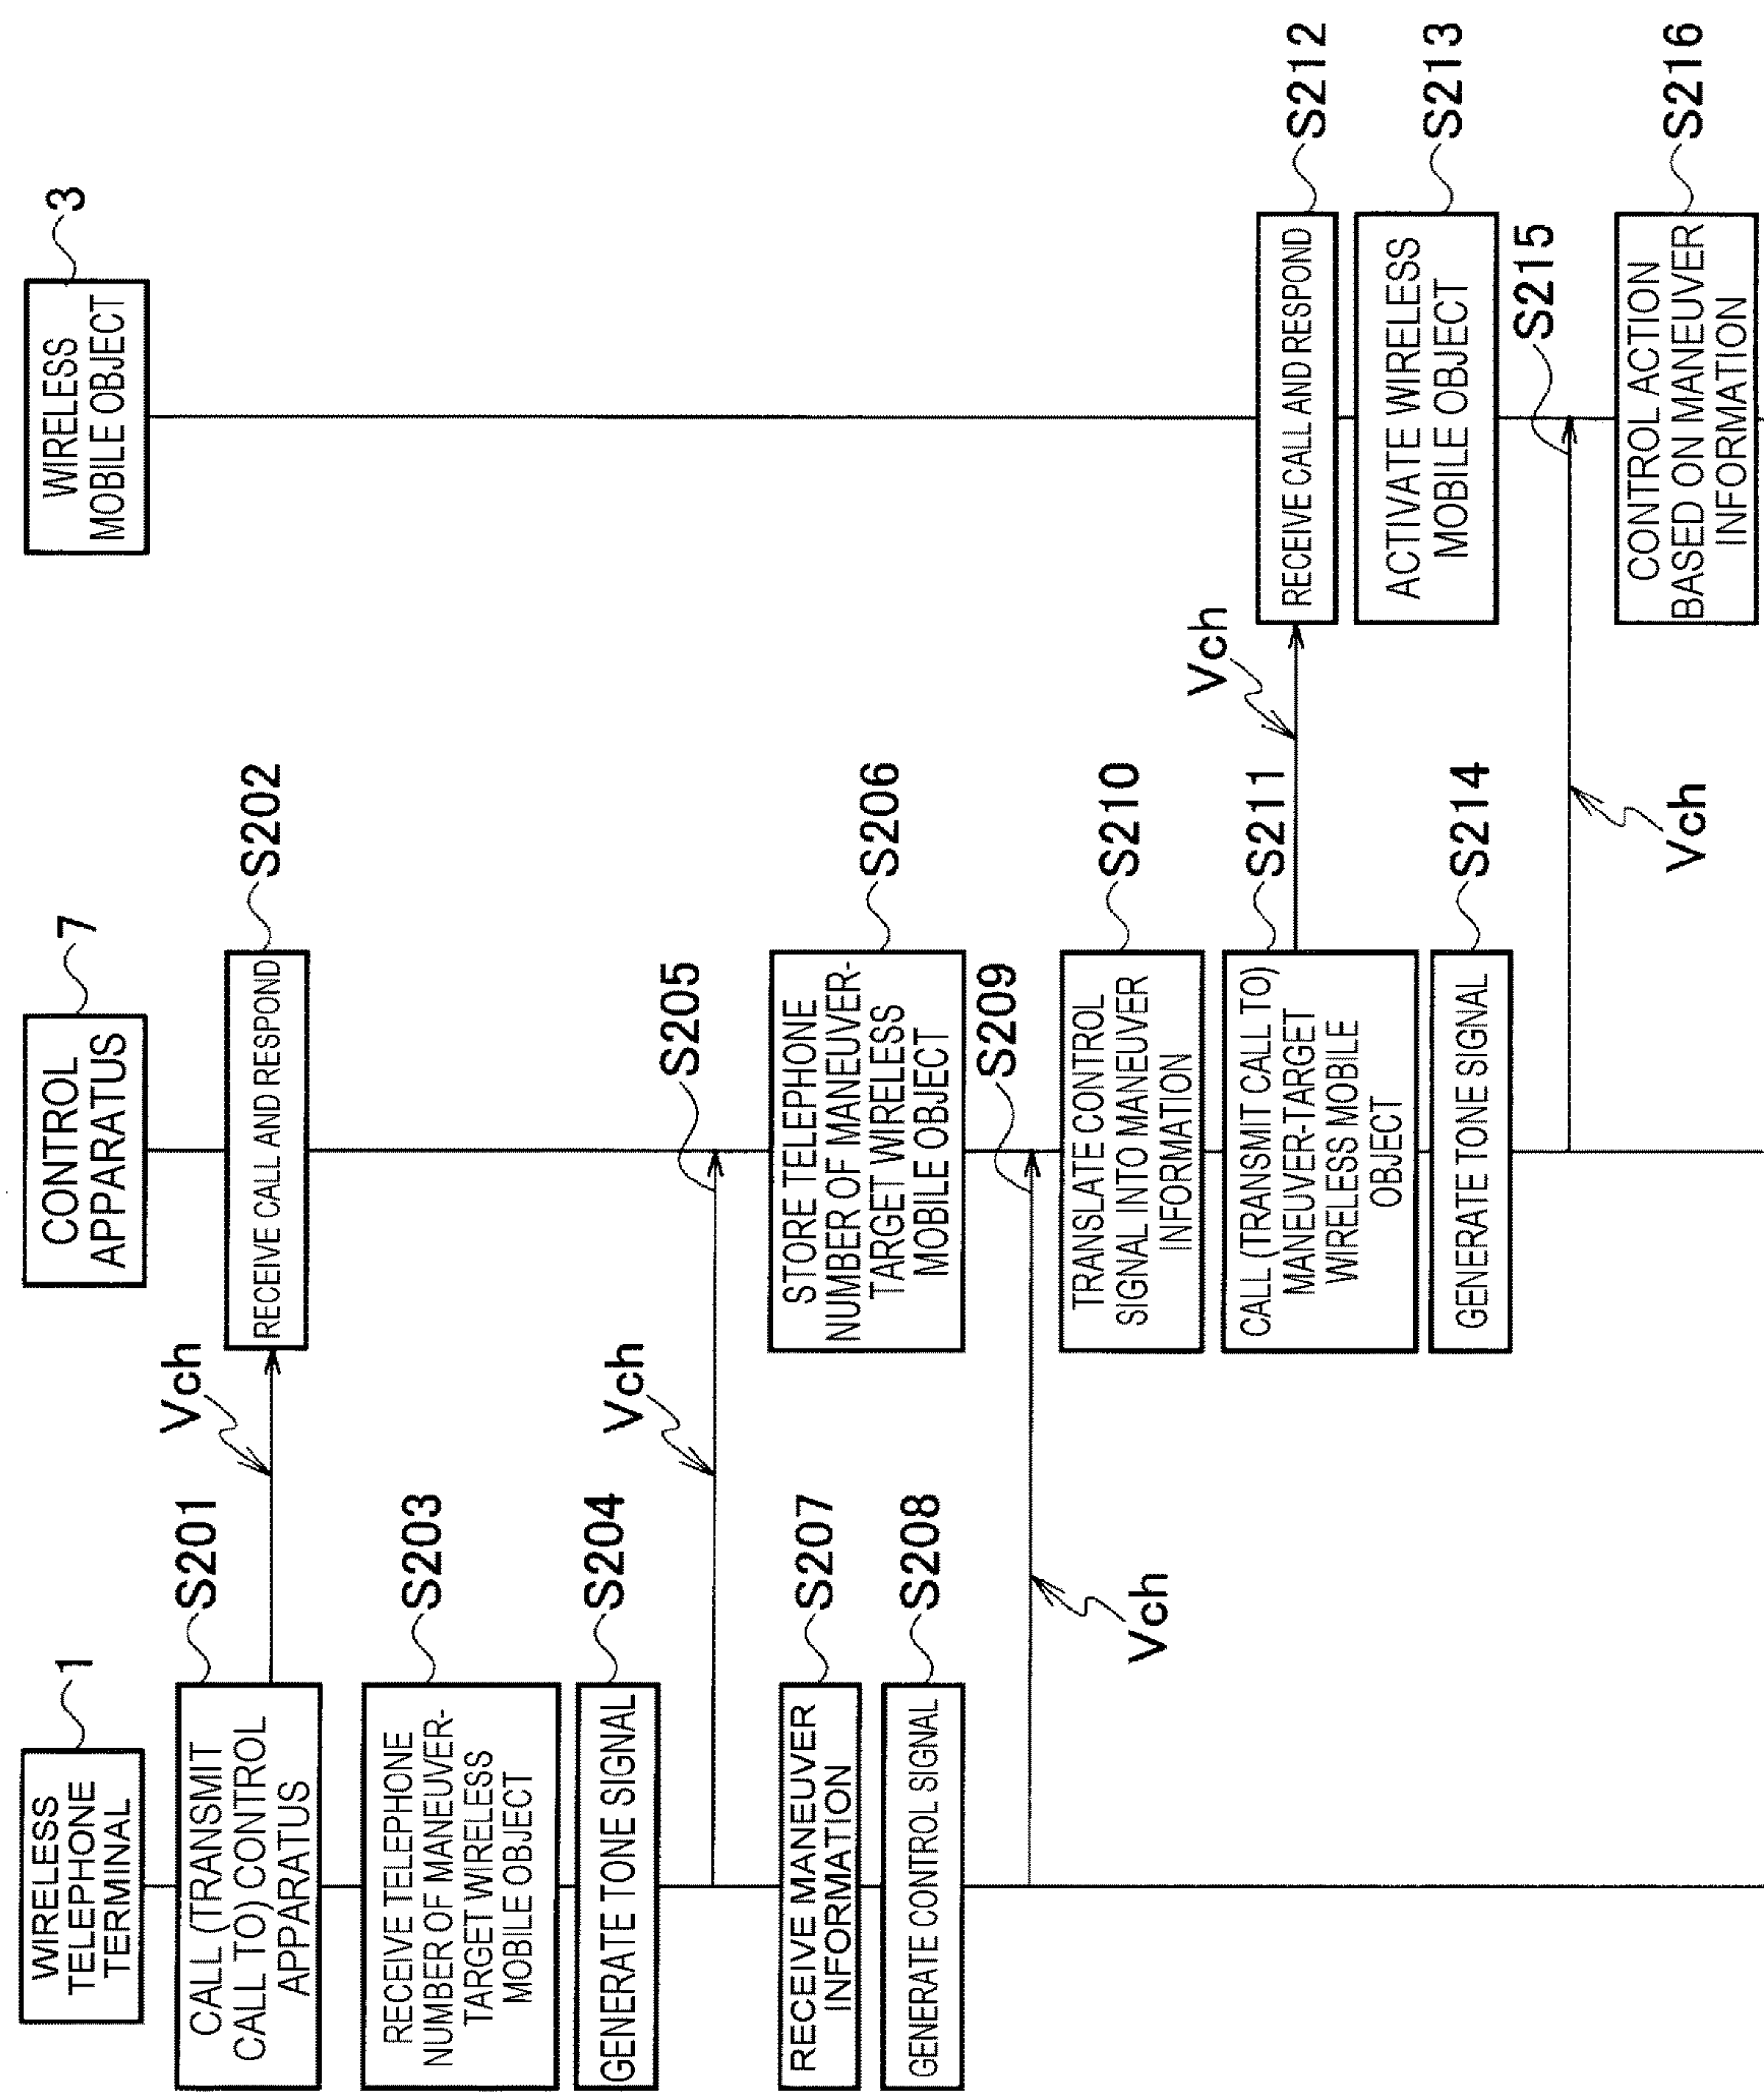 WIRELESS
TELEPHONE
TERMINAL
1
CONTROL
APPARATUS
7
WIRELESS
MOBILE OBJECT
3
CALL (TRANSMIT
CALL TO) CONTROL
APPARATUS
S201
Vch
RECEIVE CALL AND RESPOND
S202
RECEIVE TELEPHONE
NUMBER OF MANEUVER-
TARGET WIRELESS
MOBILE OBJECT
S203
GENERATE TONE SIGNAL
S204
Vch
S205
STORE TELEPHONE
NUMBER OF MANEUVER-
TARGET WIRELESS
MOBILE OBJECT
S206
RECEIVE MANEUVER
INFORMATION
S207
GENERATE CONTROL SIGNAL
S208
Vch
S209
TRANSLATE CONTROL
SIGNAL INTO MANEUVER
INFORMATION
S210
CALL (TRANSMIT CALL TO)
MANEUVER-TARGET
WIRELESS MOBILE
OBJECT
S211
Vch
RECEIVE CALL AND RESPOND
S212
ACTIVATE WIRELESS
MOBILE OBJECT
S213
GENERATE TONE SIGNAL
S214
Vch
S215
CONTROL ACTION
BASED ON MANEUVER
INFORMATION
S216